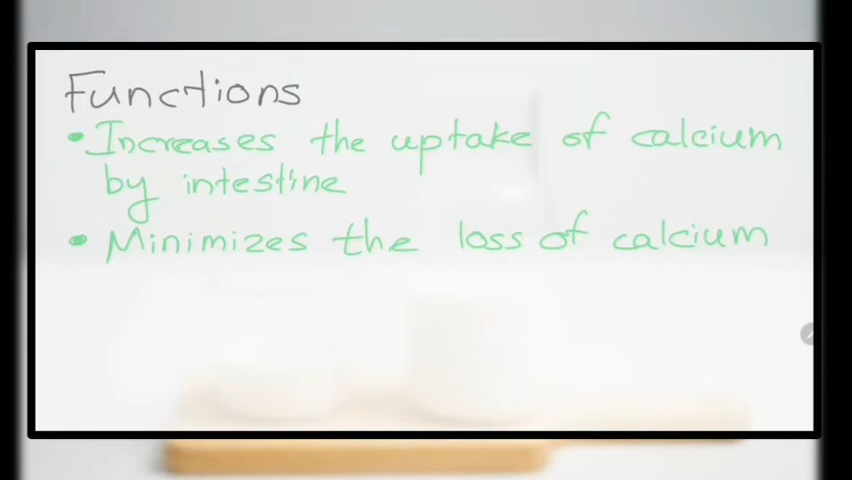 Functions
• Increases the uptake of calcium
by intestine
• Minimizes the loss of calcium